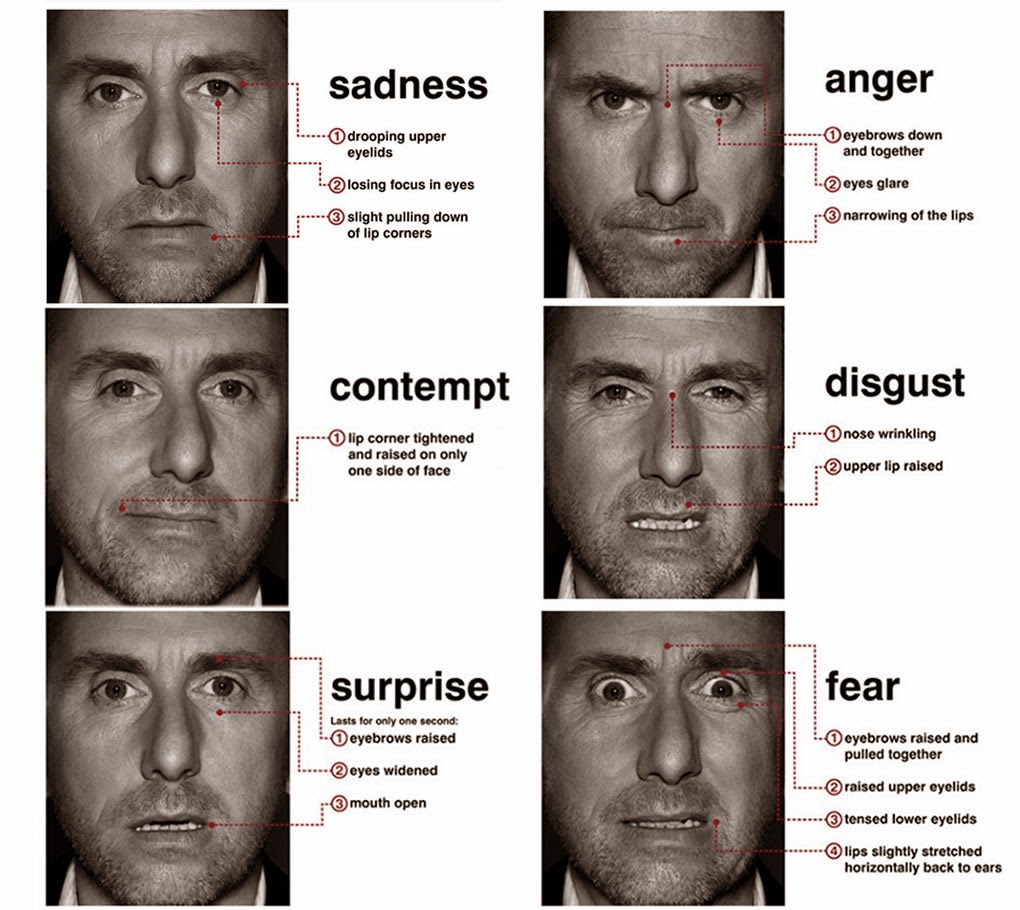 sadness
1 drooping upper
eyelids
2 losing focus in eyes
3 slight pulling down
of lip corners
anger
1 eyebrows down
and together
2 eyes glare
3 narrowing of the lips
contempt
1 lip corner tightened
and raised on only
one side of face
disgust
1 nose wrinkling
2 upper lip raised
surprise
Lasts for only one second:
1 eyebrows raised
2 eyes widened
3 mouth open
fear
1 eyebrows raised and
pulled together
2 raised upper eyelids
3 tensed lower eyelids
4 lips slightly stretched
horizontally back to ears